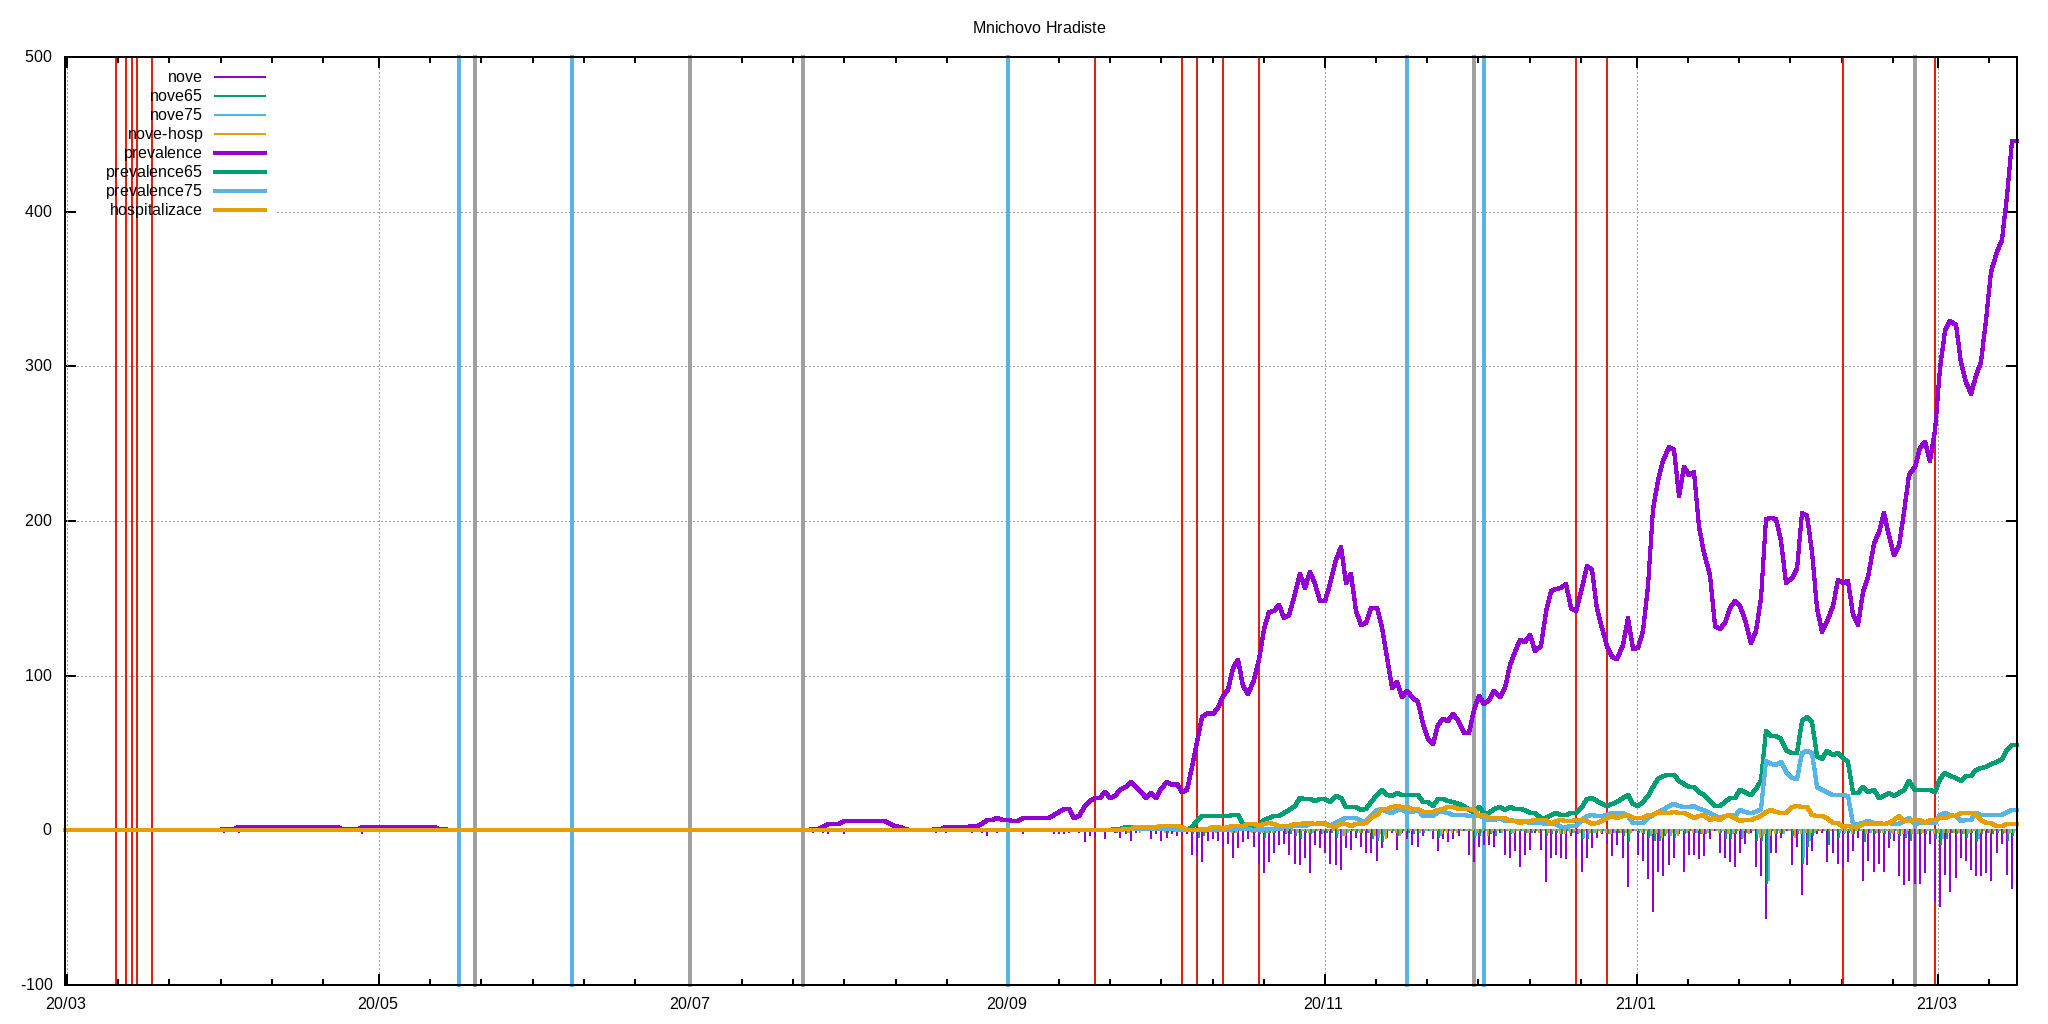 Mnichovo Hradiste
500
nove
nove65
nove75
nove-hosp
prevalence
prevalence65
prevalence75
hospitalizace
400
300
200
100
0
-100
20/03 20/05 20/07 20/09 20/11 21/01 21/03